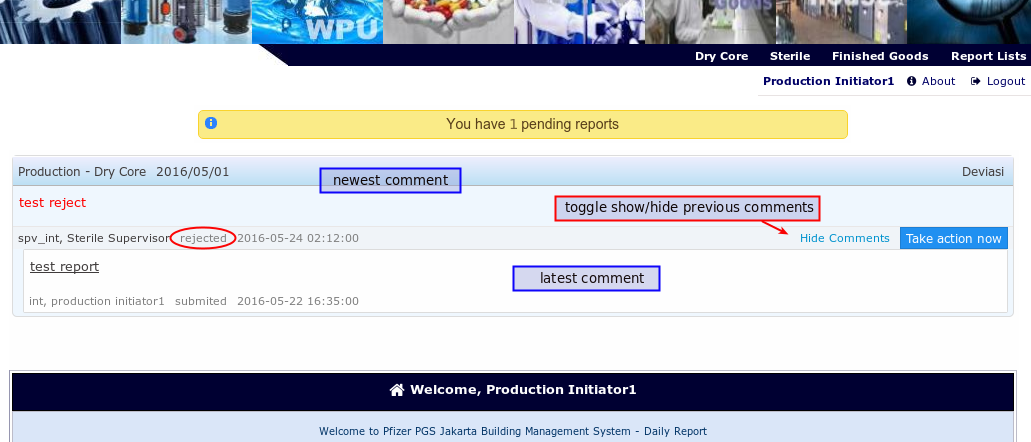 WPU
GOODS
Dry Core Sterile Finished Goods Report Lists
Production Initiator1 About Logout
You have 1 pending reports
Production - Dry Core 2016/05/01 Deviasi
newest comment
test reject
toggle show/hide previous comments
spv_int, Sterile Supervisor rejected 2016-05-24 02:12:00 Hide Comments Take action now
test report
latest comment
int, production initiator1 submited 2016-05-22 16:35:00
Welcome, Production Initiator1
Welcome to Pfizer PGS Jakarta Building Management System - Daily Report